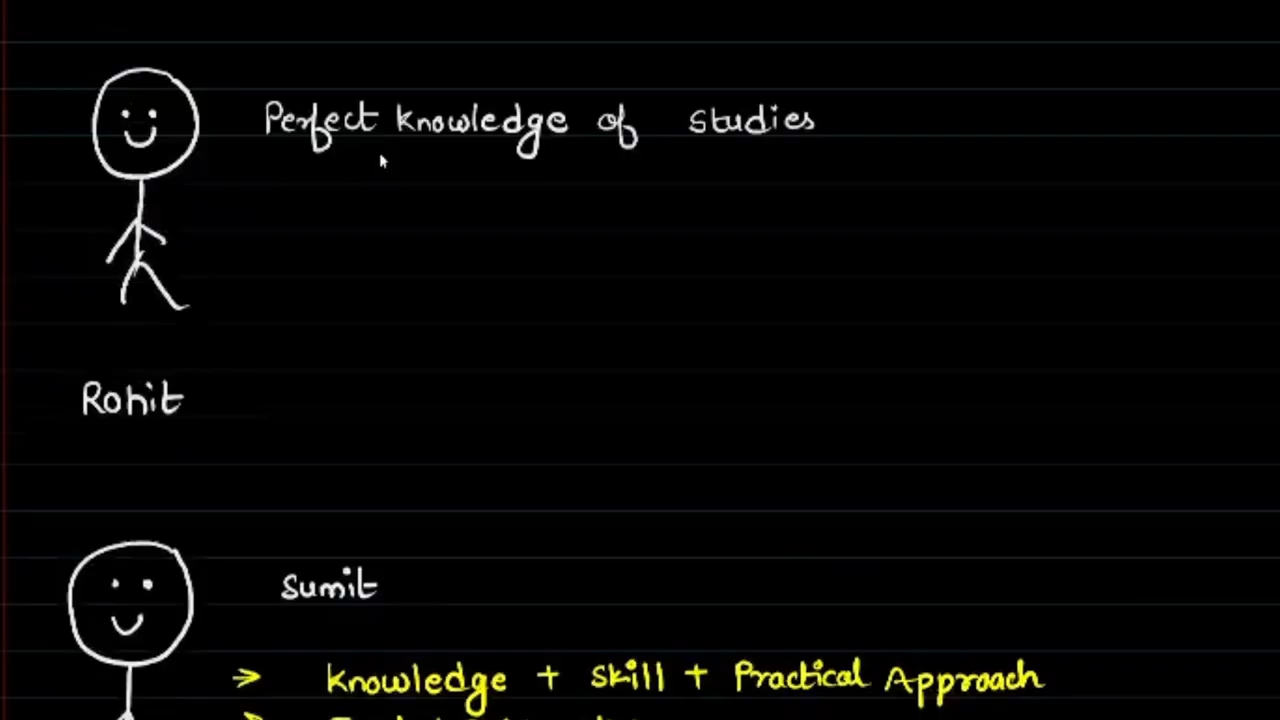 Perfect knowledge of studies
Rohit
Sumit
→ knowledge + skill + Practical Approach